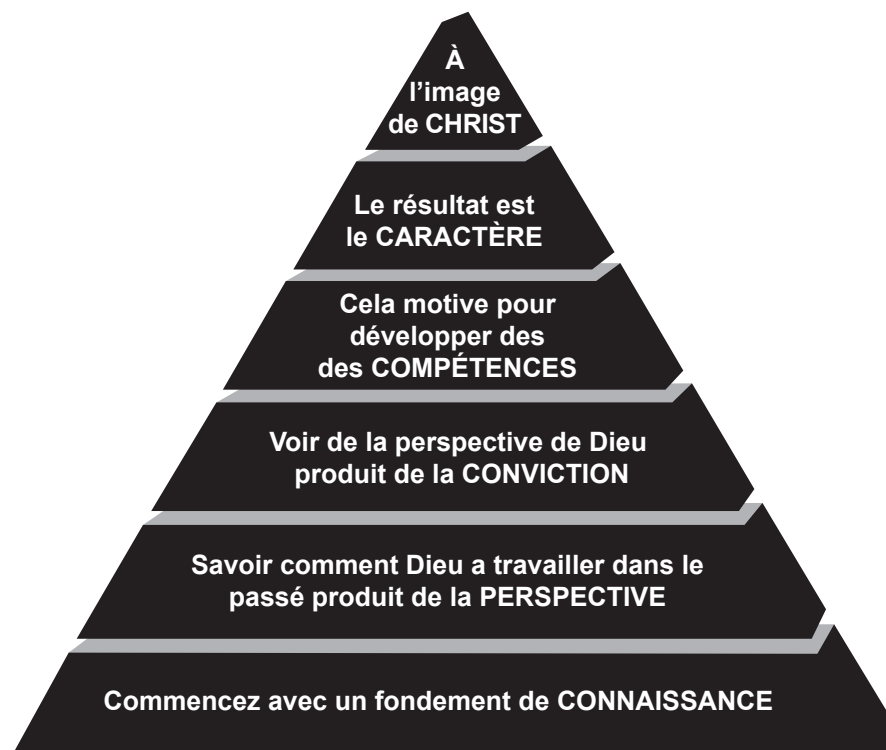 À
l’image
de CHRIST
Le résultat est
le CARACTÈRE
Cela motive pour
développer des
des COMPÉTENCES
Voir de la perspective de Dieu
produit de la CONVICTION
Savoir comment Dieu a travailler dans le
passé produit de la PERSPECTIVE
Commencez avec un fondement de CONNAISSANCE